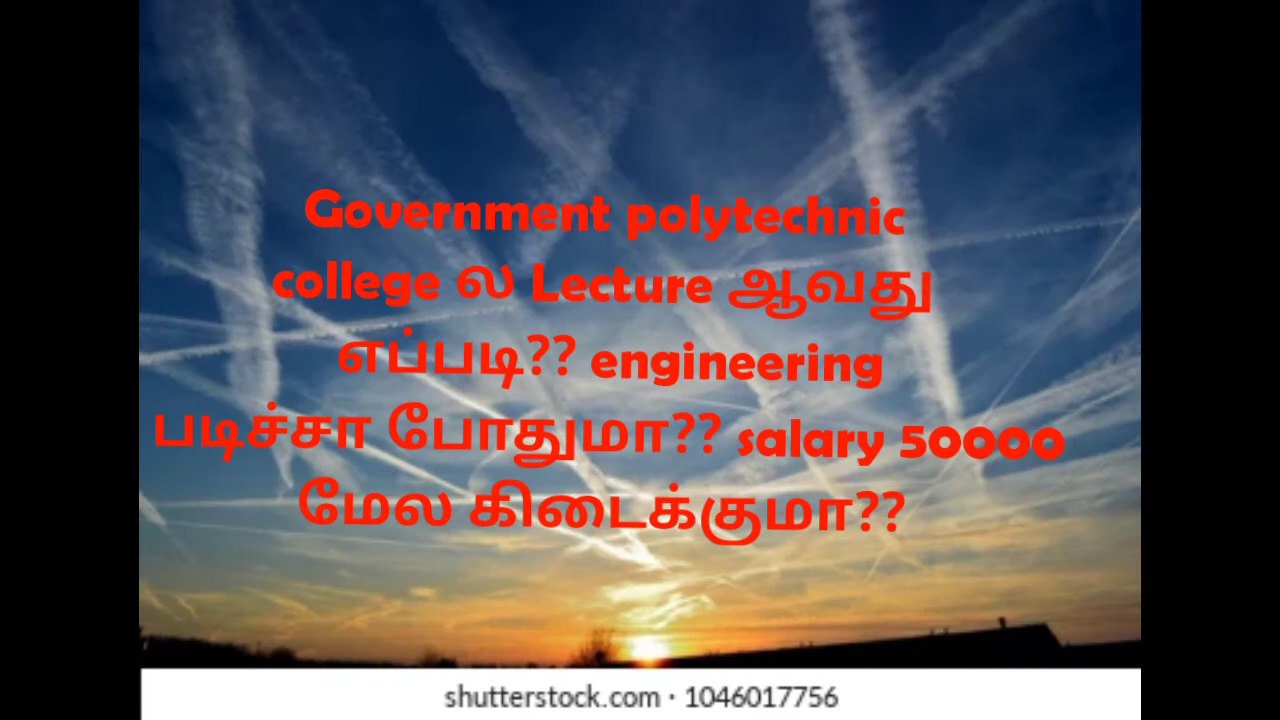 Government polytechnic
college ல Lecture ஆவது
எப்படி?? engineering
படிச்சா போதுமா?? salary 50000
மேல கிடைக்குமா??
shutterstock.com · 1046017756